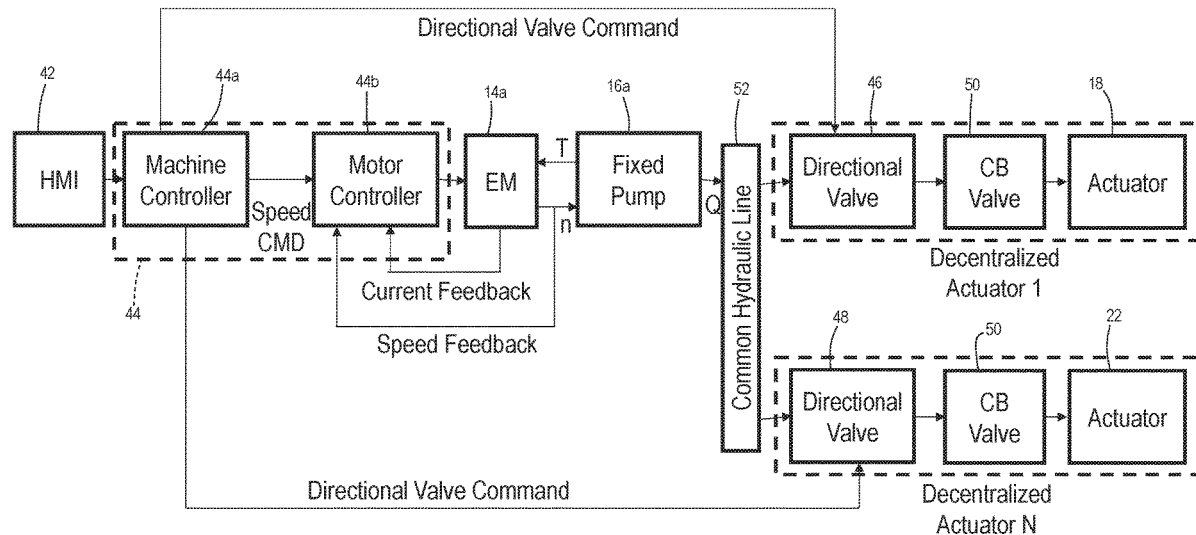 Directional Valve Command
42
44a
44b
14a
16a
52
46
50
18
HMI
Machine
Controller
Speed
CMD
Motor
Controller
EM
T
n
Fixed
Pump
Q
Common Hydraulic Line
Directional
Valve
CB
Valve
Actuator
Decentralized
Actuator 1
44
Current Feedback
Speed Feedback
48
50
22
Directional
Valve
CB
Valve
Actuator
Directional Valve Command
Decentralized
Actuator N